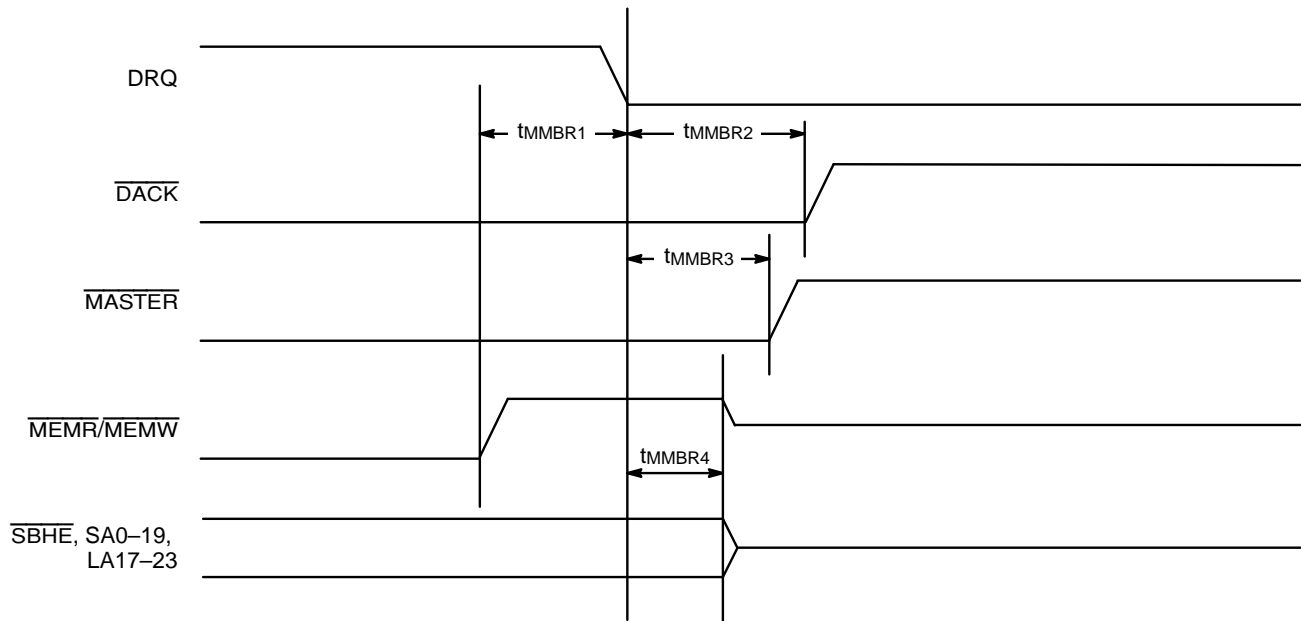 DRQ
tMMBR1
tMMBR2
DACK
tMMBR3
MASTER
MEMR/MEMW
tMMBR4
SBHE, SA0–19,
LA17–23